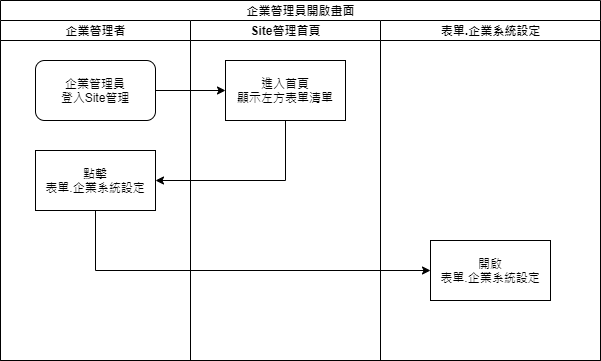 企業管理員開啟畫面
企業管理者
Site管理首頁
表單.企業系統設定
企業管理員
登入Site管理
進入首頁
顯示左方表單清單
點擊
表單.企業系統設定
開啟
表單.企業系統設定